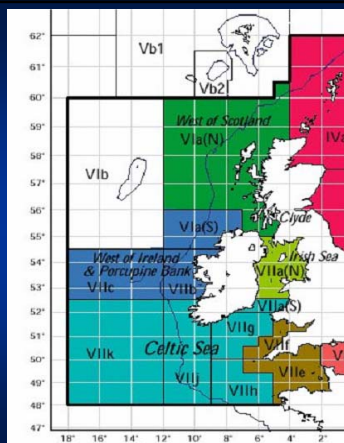 62°
Vb1
61°
Vb2
60°
59°
West of Scotland
VIa(N)
IVa
58°
VIb
57°
56°
Clyde
VIa(S)
55°
Irish Sea
West of Ireland
& Porcupine Bank
54°
VIIa(N)
VIIc
VIIb
53°
VIIa(S)
52°
VIIg
51°
VIIk
Celtic Sea
VIIf
50°
VIIe
49°
VIIj
VIIh
48°
47°
18° 16° 14° 12° 10° 8° 6° 4° 2°